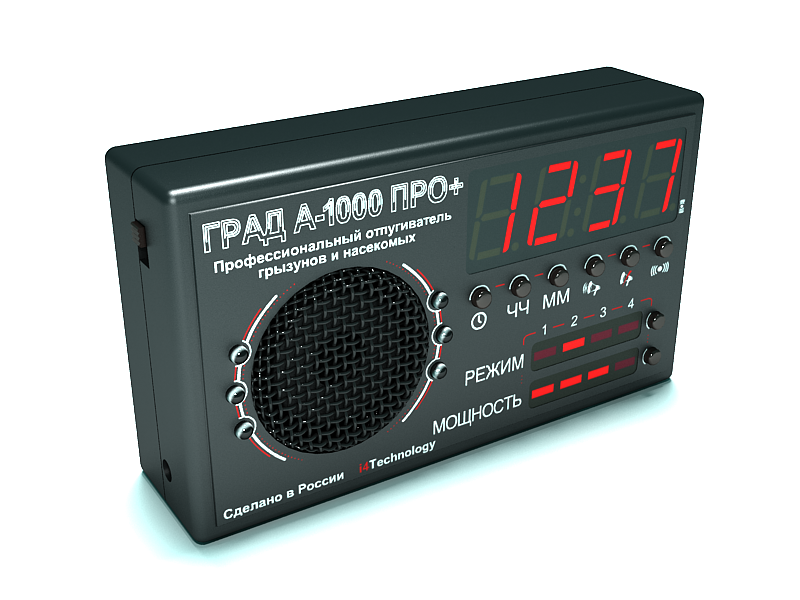 ГРАД А-1000 ПРО+
Профессиональный отпугиватель
грызунов и насекомых
12:37
ЧЧ ММ
1 2 3 4
РЕЖИМ
МОЩНОСТЬ
Сделано в России i4Technology